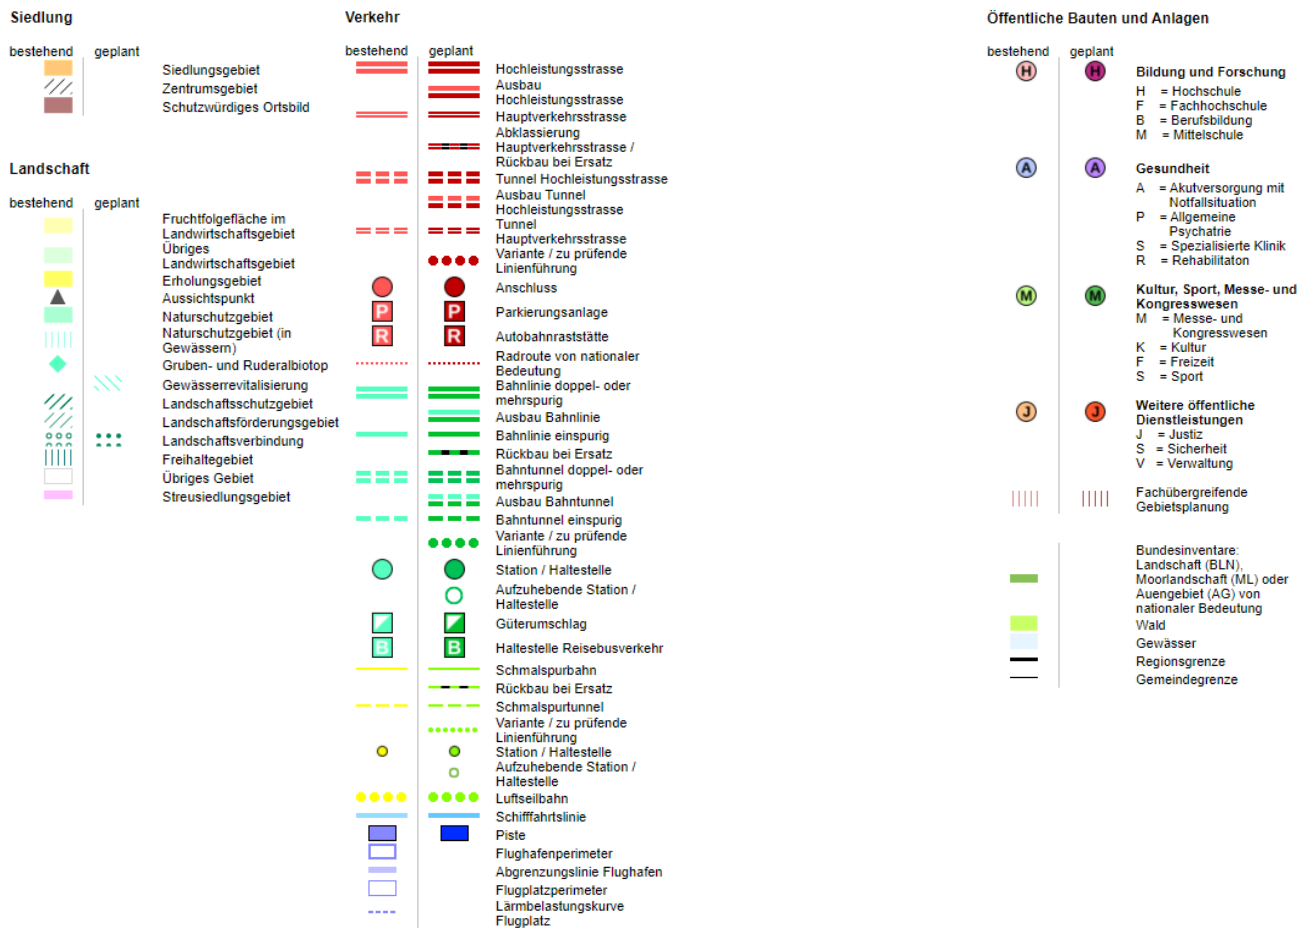 Siedlung
bestehend geplant
Siedlungsgebiet
Zentrumsgebiet
Schutzwürdiges Ortsbild
Landschaft
bestehend geplant
Fruchtfolgefläche im
Landwirtschaftsgebiet
Übriges
Landwirtschaftsgebiet
Erholungsgebiet
Aussichtspunkt
Naturschutzgebiet
Naturschutzgebiet (in
Gewässern)
Gruben- und Ruderalbiotop
Gewässerrevitalisierung
Landschaftsschutzgebiet
Landschaftsförderungsgebiet
Landschaftsverbindung
Freihaltegebiet
Übriges Gebiet
Streusiedlungsgebiet
Verkehr
bestehend geplant
Hochleistungsstrasse
Ausbau
Hochleistungsstrasse
Hauptverkehrsstrasse
Abklassierung
Hauptverkehrsstrasse /
Rückbau bei Ersatz
Tunnel Hochleistungsstrasse
Ausbau Tunnel
Hochleistungsstrasse
Tunnel
Hauptverkehrsstrasse
Variante / zu prüfende
Linienführung
Anschluss
P P Parkierungsanlage
R R Autobahnraststätte
Radroute von nationaler
Bedeutung
Bahnlinie doppel- oder
mehrspurig
Ausbau Bahnlinie
Bahnlinie einspurig
Rückbau bei Ersatz
Bahntunnel doppel- oder
mehrspurig
Ausbau Bahntunnel
Bahntunnel einspurig
Variante / zu prüfende
Linienführung
Station / Haltestelle
Aufzuhebende Station /
Haltestelle
Güterumschlag
B B Haltestelle Reisebusverkehr
Schmalspurbahn
Rückbau bei Ersatz
Schmalspurtunnel
Variante / zu prüfende
Linienführung
Station / Haltestelle
Aufzuhebende Station /
Haltestelle
Luftseilbahn
Schifffahrtslinie
Piste
Flughafenperimeter
Abgrenzungslinie Flughafen
Flugplatzperimeter
Lärmbelastungskurve
Flugplatz
Öffentliche Bauten und Anlagen
bestehend geplant
H H Bildung und Forschung
H = Hochschule
F = Fachhochschule
B = Berufsbildung
M = Mittelschule
A A Gesundheit
A = Akutversorgung mit
Notfallsituation
P = Allgemeine
Psychatrie
S = Spezialisierte Klinik
R = Rehabilitaton
M M Kultur, Sport, Messe- und
Kongresswesen
M = Messe- und
Kongresswesen
K = Kultur
F = Freizeit
S = Sport
J J Weitere öffentliche
Dienstleistungen
J = Justiz
S = Sicherheit
V = Verwaltung
Fachübergreifende
Gebietsplanung
Bundesinventare:
Landschaft (BLN),
Moorlandschaft (ML) oder
Auengebiet (AG) von
nationaler Bedeutung
Wald
Gewässer
Regionsgrenze
Gemeindegrenze